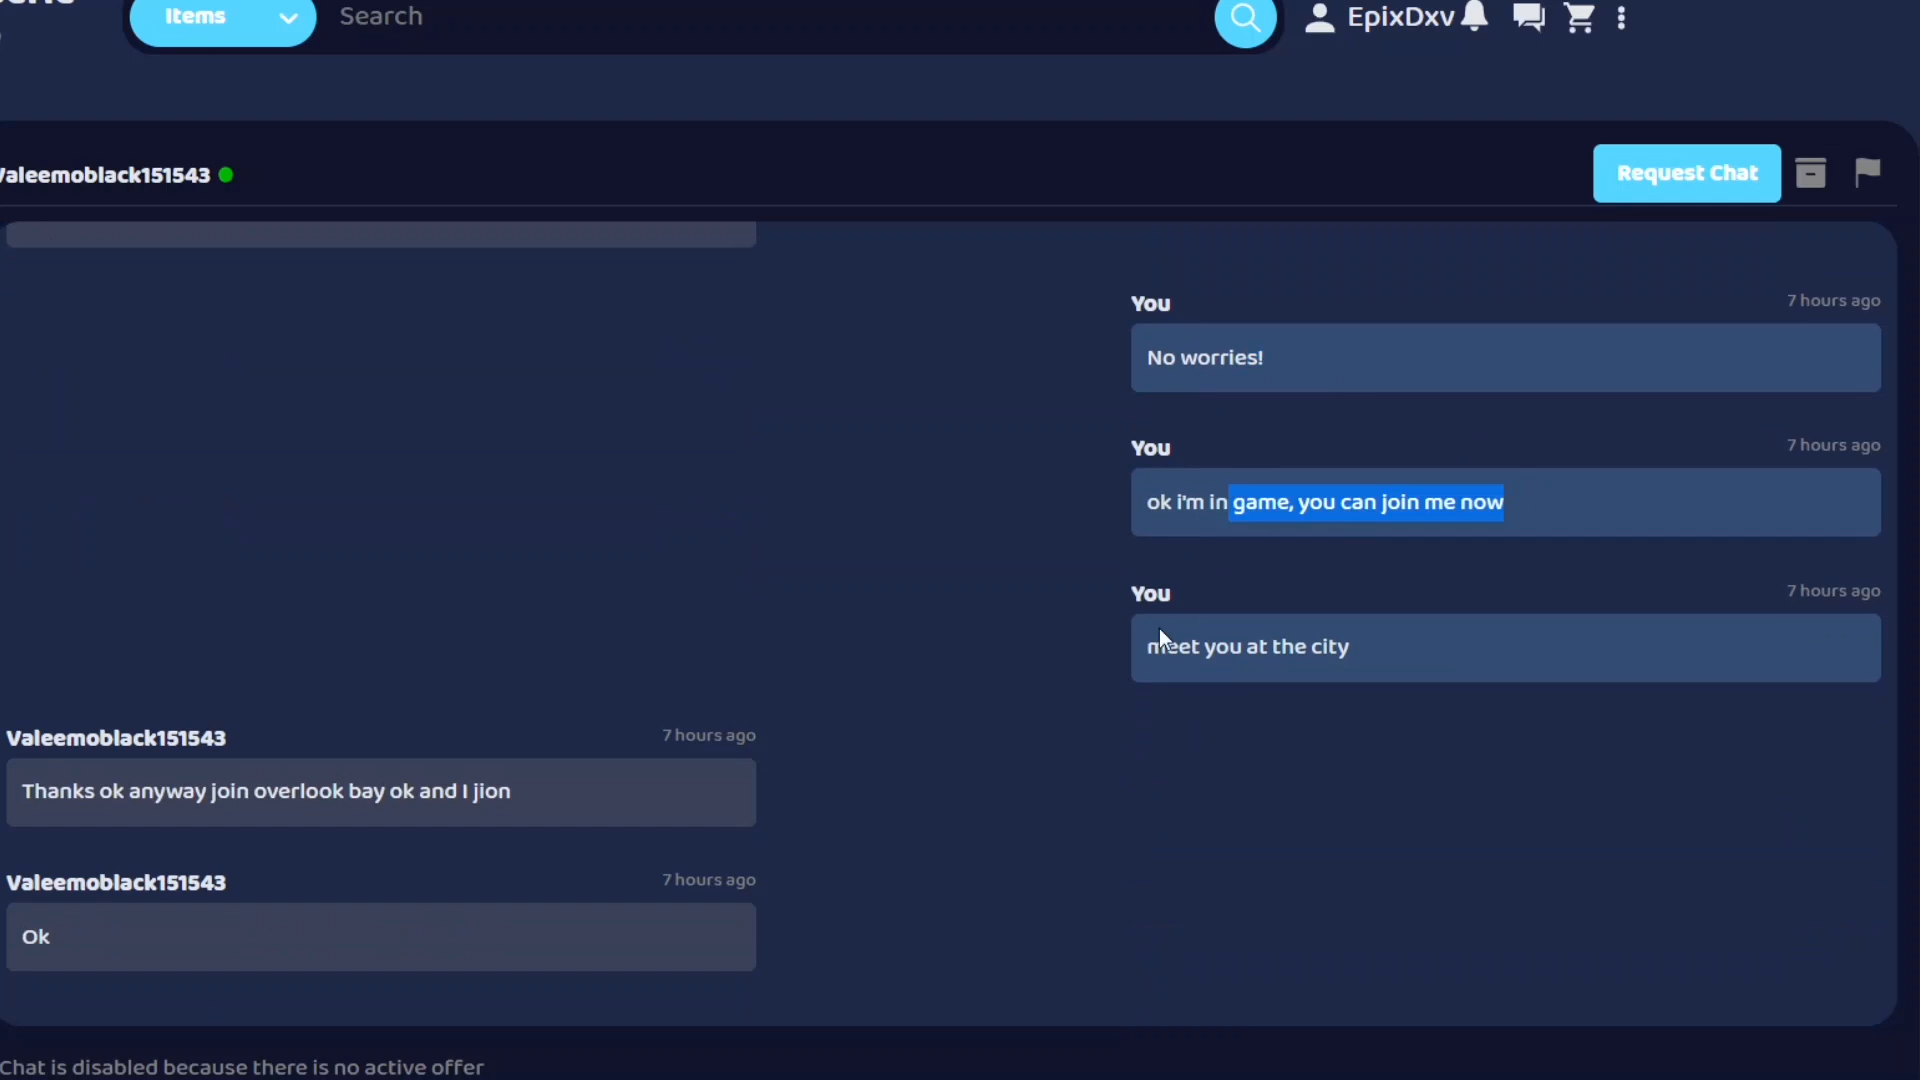 Items
Search
EpixDxv
Valeemoblack151543
Request Chat
You
7 hours ago
No worries!
You
7 hours ago
ok i'm in game, you can join me now
You
7 hours ago
meet you at the city
Valeemoblack151543
7 hours ago
Thanks ok anyway join overlook bay ok and I jion
Valeemoblack151543
7 hours ago
Ok
Chat is disabled because there is no active offer